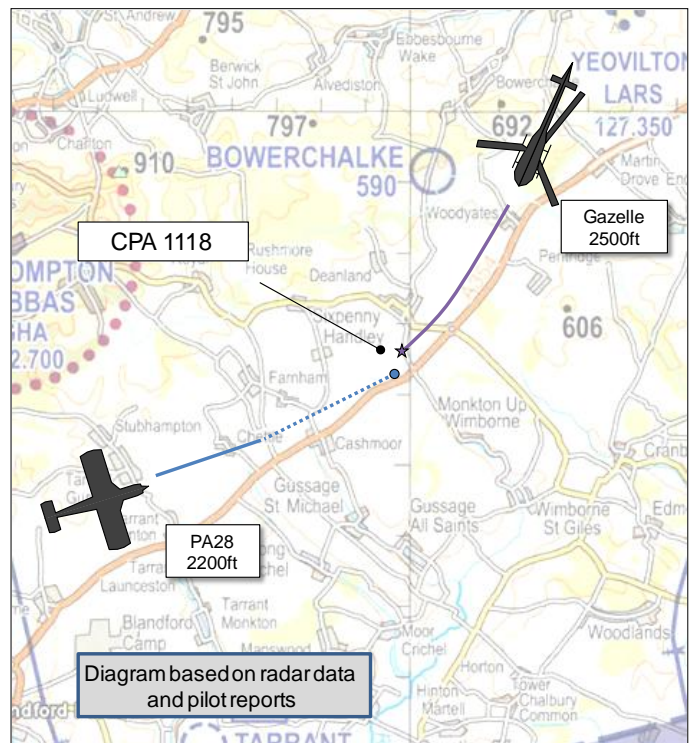 St. Andrew
795
Ebbesbourne
Wake
Berwick
St John
Alvediston
Bowerchalke
YEOVILTON
LARS
127.350
Ludwell
797
692
Charlton
910
BOWERCHALKE
590
Martin
Drove End
Woodyates
Gazelle
2500ft
CPA 1118
Rushmore
House
Deanland
Pentridge
OMPTON
BBAS
GHA
2.700
Sixpenny
Handley
606
Farnham
Monkton Up
Wimborne
Stubhampton
Chettle
Cashmoor
Cranb
Gussage
St Michael
Gussage
All Saints
Wimborne
St Giles
Edm
PA28
2200ft
Tarrant
Launceston
Tarrant
Monkton
Blandford
Camp
Moor
Crichel
Woodlands
Horton
Diagram based on radar data
and pilot reports
Hinton
Martell
Tower
Chalbury
Common
ndford
TARRANT